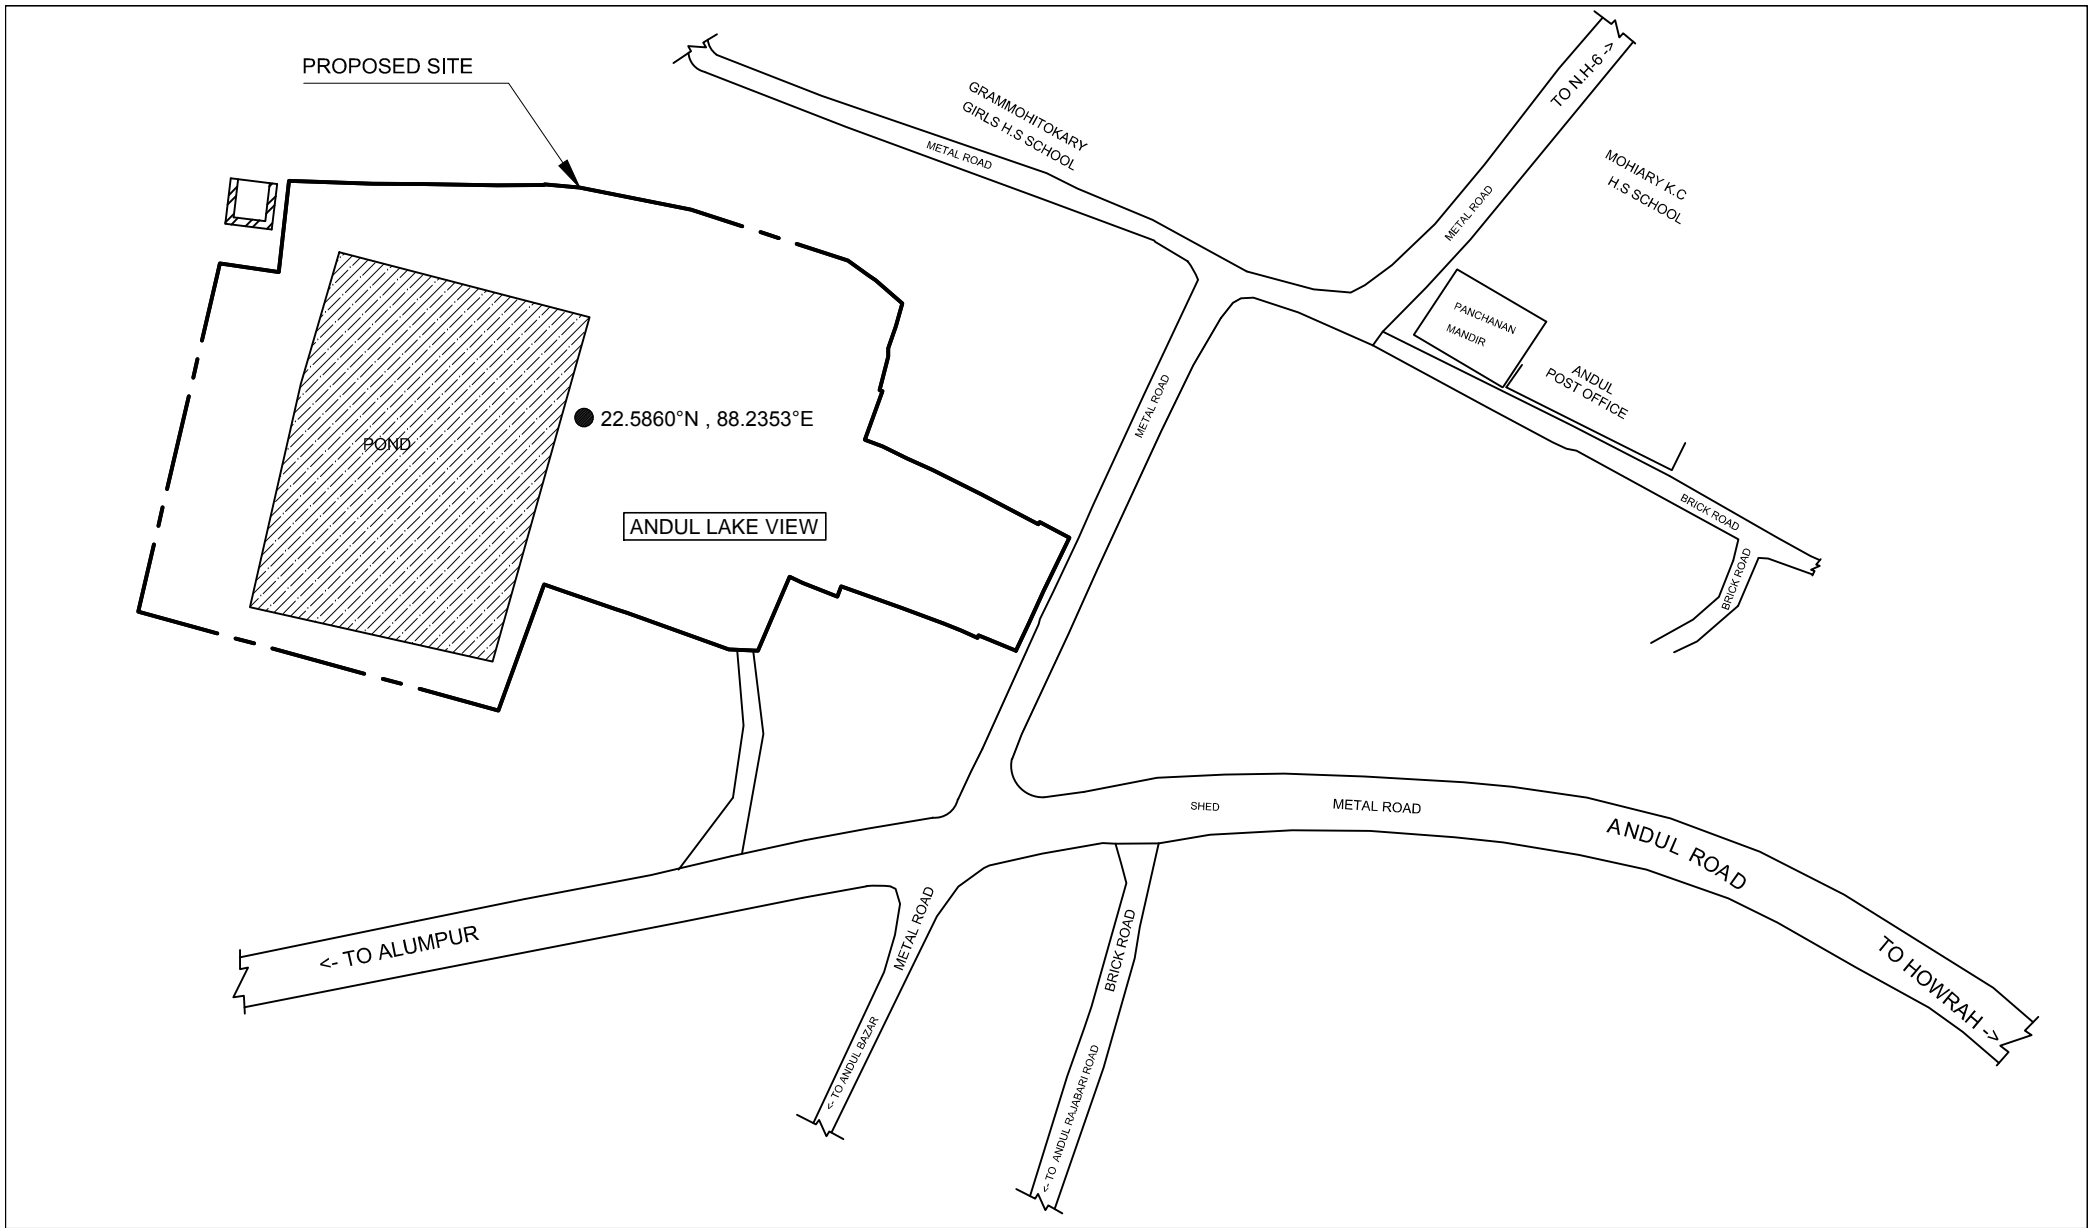 PROPOSED SITE
GRAMMOHITOKARY
GIRLS H.S SCHOOL
METAL ROAD
TO N.H-6 ->
METAL ROAD
MOHIARY K.C
H.S SCHOOL
PANCHANAN
MANDIR
ANDUL
POST OFFICE
BRICK ROAD
BRICK ROAD
METAL ROAD
POND
22.5860°N , 88.2353°E
ANDUL LAKE VIEW
SHED
METAL ROAD
ANDUL ROAD
TO HOWRAH ->
<- TO ALUMPUR
METAL ROAD
<- TO ANDUL BAZAR
BRICK ROAD
<- TO ANDUL RAJABARI ROAD